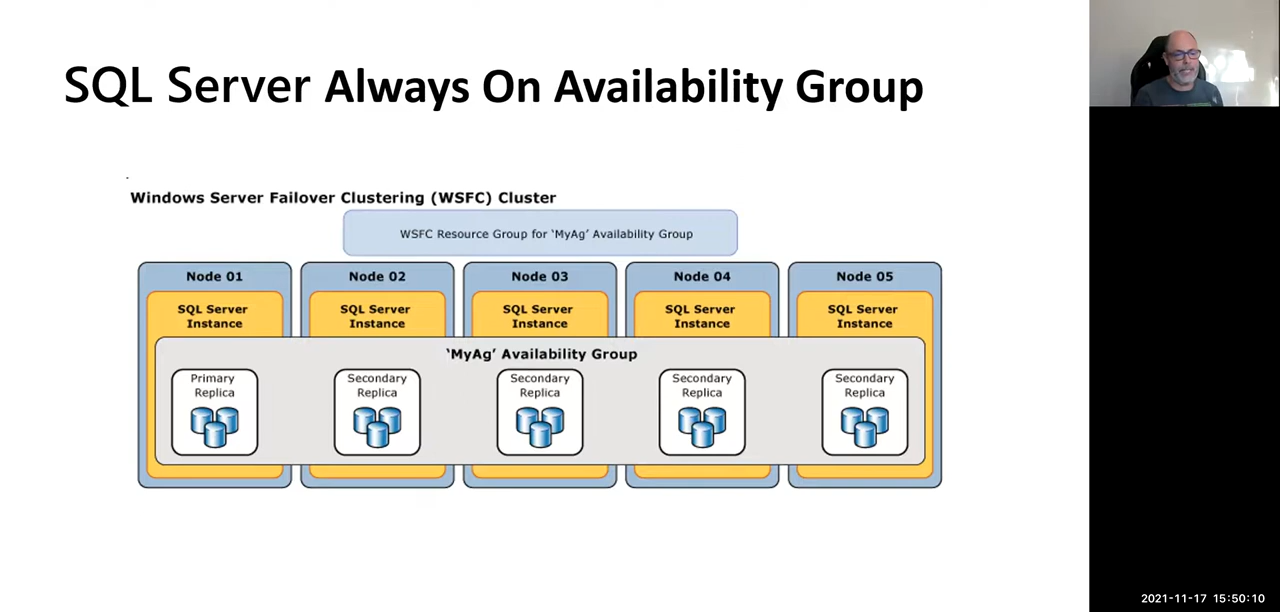 SQL Server Always On Availability Group
.
Windows Server Failover Clustering (WSFC) Cluster
WSFC Resource Group for ‘MyAg’ Availability Group
Node 01
Node 02
Node 03
Node 04
Node 05
SQL Server
Instance
SQL Server
Instance
SQL Server
Instance
SQL Server
Instance
SQL Server
Instance
‘MyAg’ Availability Group
Primary
Replica
Secondary
Replica
Secondary
Replica
Secondary
Replica
Secondary
Replica
2021-11-17 15:50:10